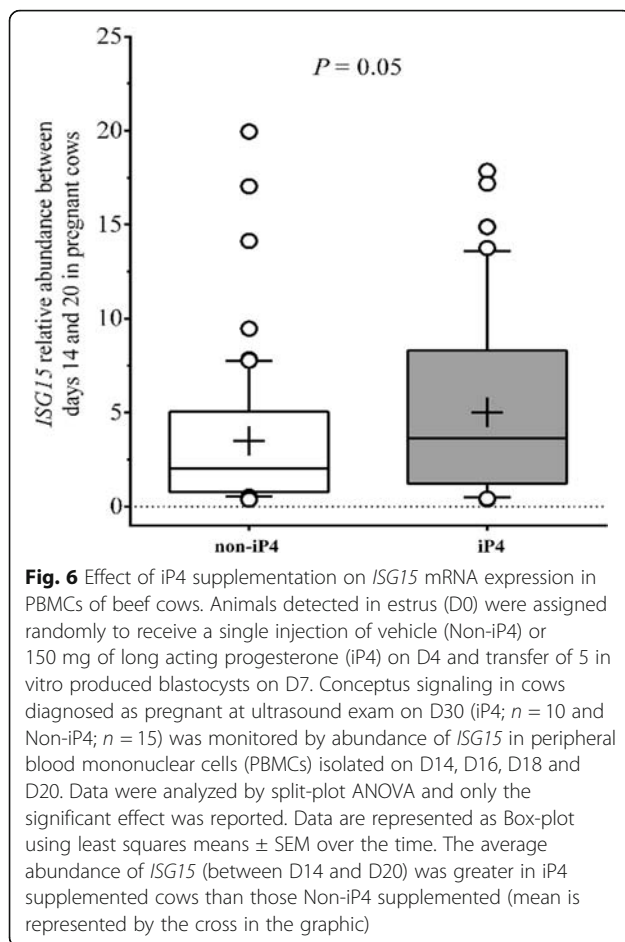 P = 0.05
ISG15 relative abundance between
days 14 and 20 in pregnant cows
25
20
15
10
5
0
non-iP4
iP4
Fig. 6 Effect of iP4 supplementation on ISG15 mRNA expression in
PBMCs of beef cows. Animals detected in estrus (D0) were assigned
randomly to receive a single injection of vehicle (Non-iP4) or
150 mg of long acting progesterone (iP4) on D4 and transfer of 5 in
vitro produced blastocysts on D7. Conceptus signaling in cows
diagnosed as pregnant at ultrasound exam on D30 (iP4; n = 10 and
Non-iP4; n = 15) was monitored by abundance of ISG15 in peripheral
blood mononuclear cells (PBMCs) isolated on D14, D16, D18 and
D20. Data were analyzed by split-plot ANOVA and only the
significant effect was reported. Data are represented as Box-plot
using least squares means ± SEM over the time. The average
abundance of ISG15 (between D14 and D20) was greater in iP4
supplemented cows than those Non-iP4 supplemented (mean is
represented by the cross in the graphic)